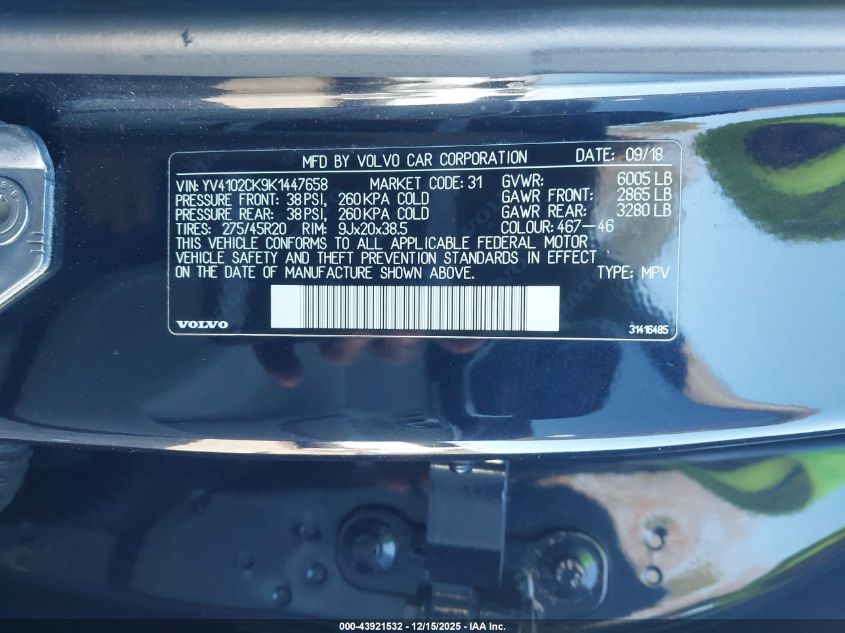 MFD BY VOLVO CAR CORPORATION DATE: 09/18
VIN: YV4102CK9K1447658 MARKET CODE: 31 GVWR: 6005 LB
PRESSURE FRONT: 38 PSI, 260 KPA COLD GAWR FRONT: 2865 LB
PRESSURE REAR: 38 PSI, 260 KPA COLD GAWR REAR: 3280 LB
TIRES: 275/45R20 RIM: 9Jx20x38.5 COLOUR: 467-46
THIS VEHICLE CONFORMS TO ALL APPLICABLE FEDERAL MOTOR
VEHICLE SAFETY AND THEFT PREVENTION STANDARDS IN EFFECT
ON THE DATE OF MANUFACTURE SHOWN ABOVE. TYPE: MPV
VOLVO 31416485
000-43921532 - 12/15/2025 - IAA Inc.